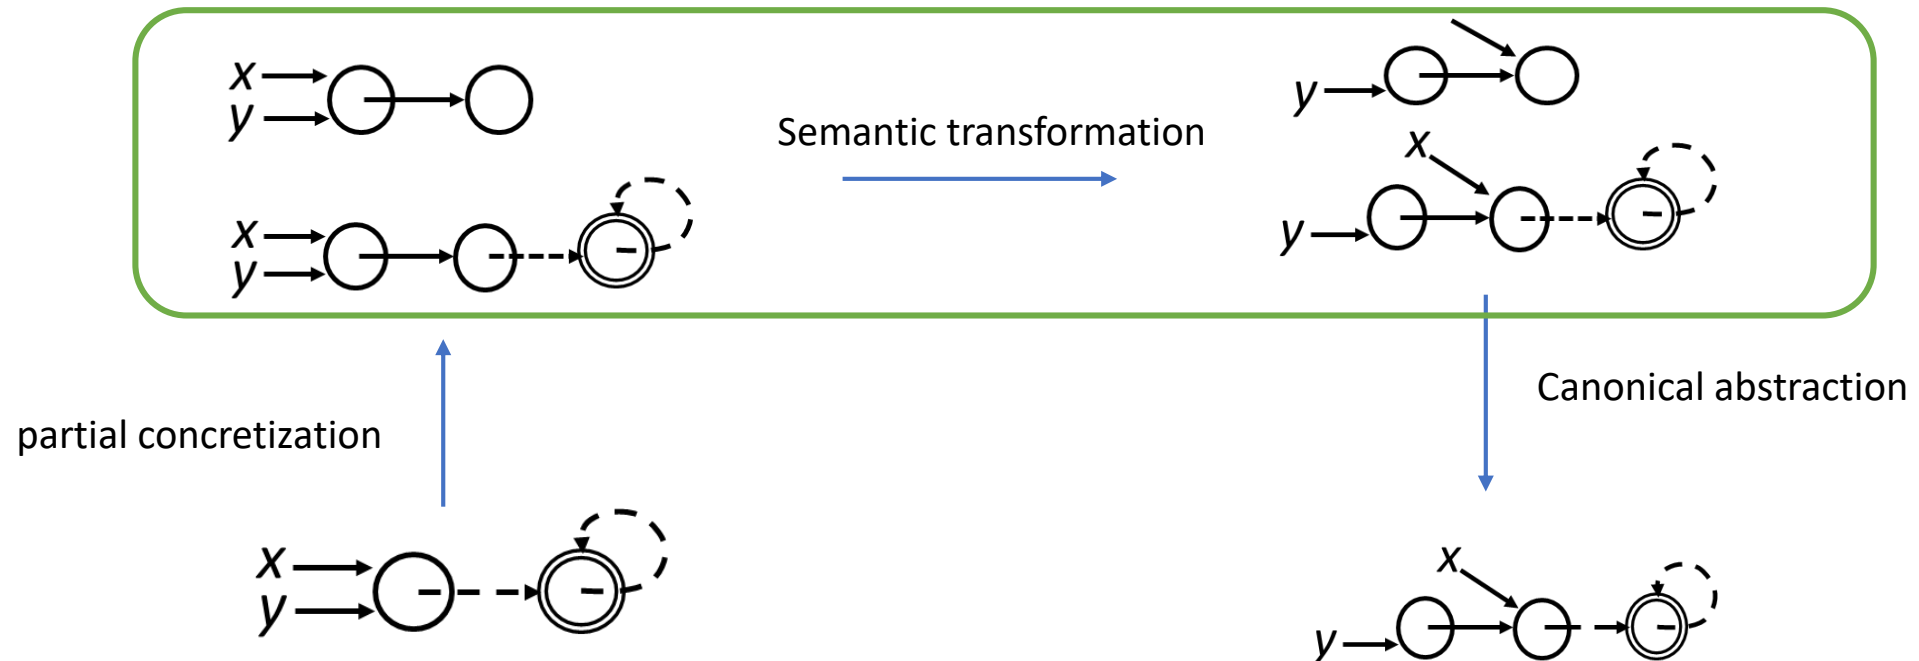 x
y
y
Semantic transformation
x
x
y
y
Canonical abstraction
partial concretization
x
y
x
y